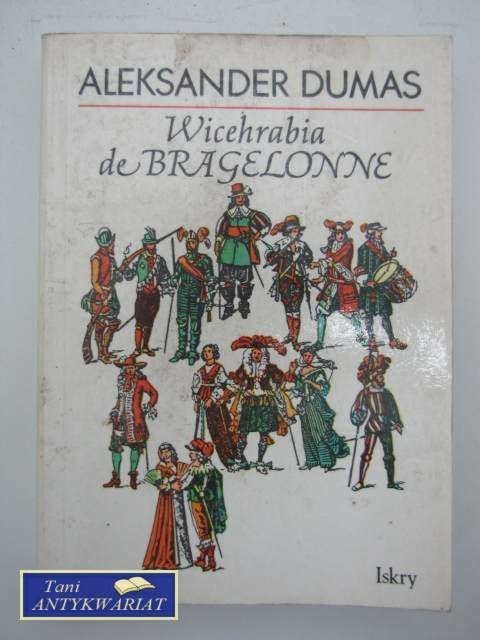 ALEKSANDER DUMAS
Wicehrabia
de BRAGELONNE
Iskry
Tani
ANTYKWARIAT